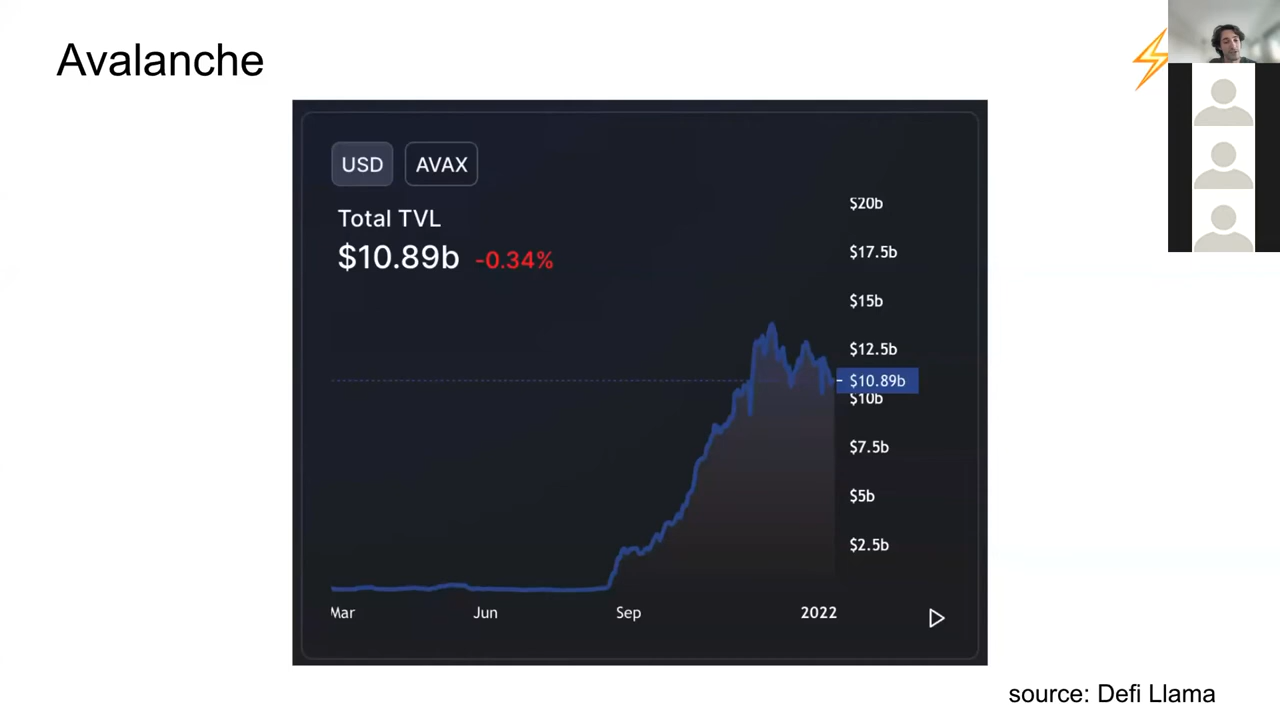 Avalanche
USD AVAX
Total TVL
$10.89b -0.34%
$20b
$17.5b
$15b
$12.5b
$10.89b
$10b
$7.5b
$5b
$2.5b
Mar Jun Sep 2022
source: Defi Llama